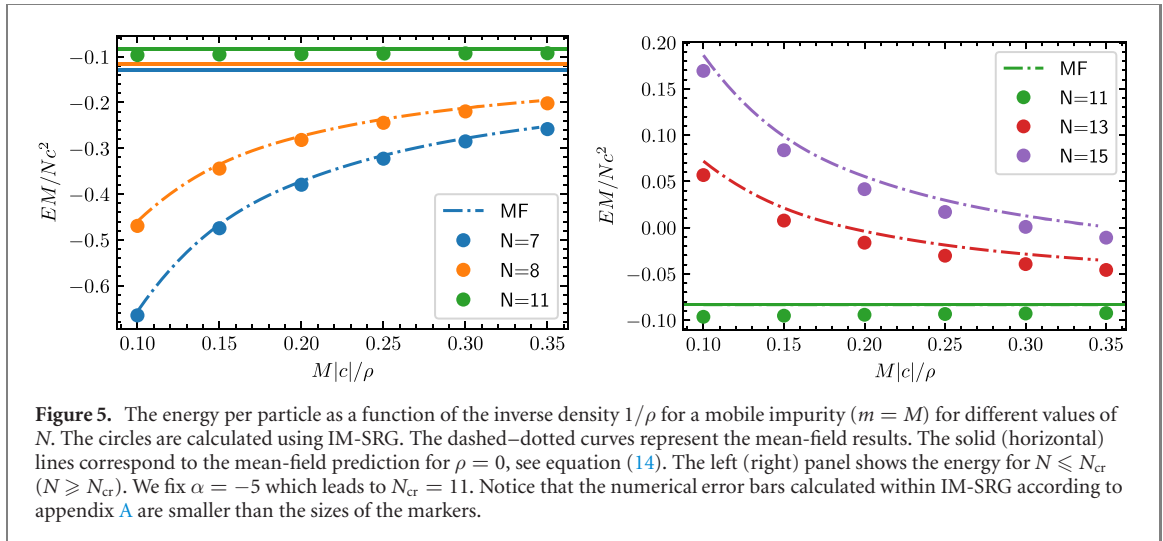 −0.1
−0.2
−0.3
−0.4
−0.5
−0.6
EM/Nc²
MF
N=7
N=8
N=11
0.10 0.15 0.20 0.25 0.30 0.35
M|c|/ρ
0.20
0.15
0.10
0.05
0.00
−0.05
−0.10
EM/Nc²
MF
N=11
N=13
N=15
0.10 0.15 0.20 0.25 0.30 0.35
M|c|/ρ
Figure 5. The energy per particle as a function of the inverse density 1/ρ for a mobile impurity (m = M) for different values of
N. The circles are calculated using IM-SRG. The dashed–dotted curves represent the mean-field results. The solid (horizontal)
lines correspond to the mean-field prediction for ρ = 0, see equation (14). The left (right) panel shows the energy for N ⩽ Ncr
(N ⩾ Ncr). We fix α = −5 which leads to Ncr = 11. Notice that the numerical error bars calculated within IM-SRG according to
appendix A are smaller than the sizes of the markers.